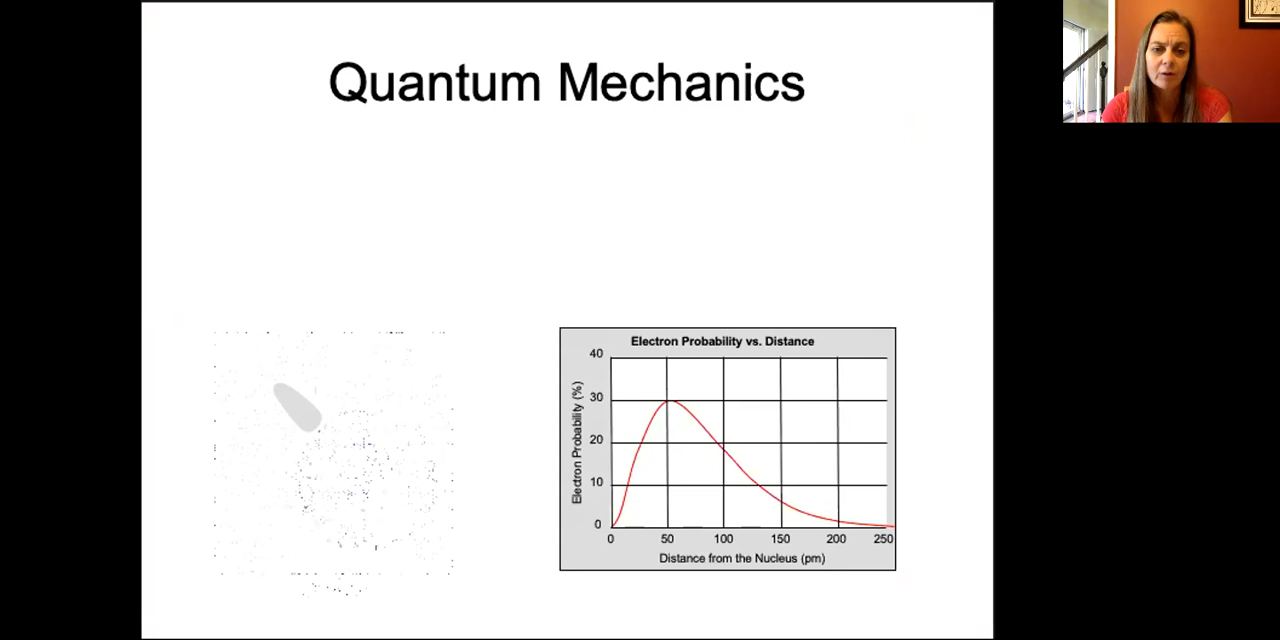 Quantum Mechanics
Electron Probability vs. Distance
40
30
20
10
0
Electron Probability (%)
0 50 100 150 200 250
Distance from the Nucleus (pm)